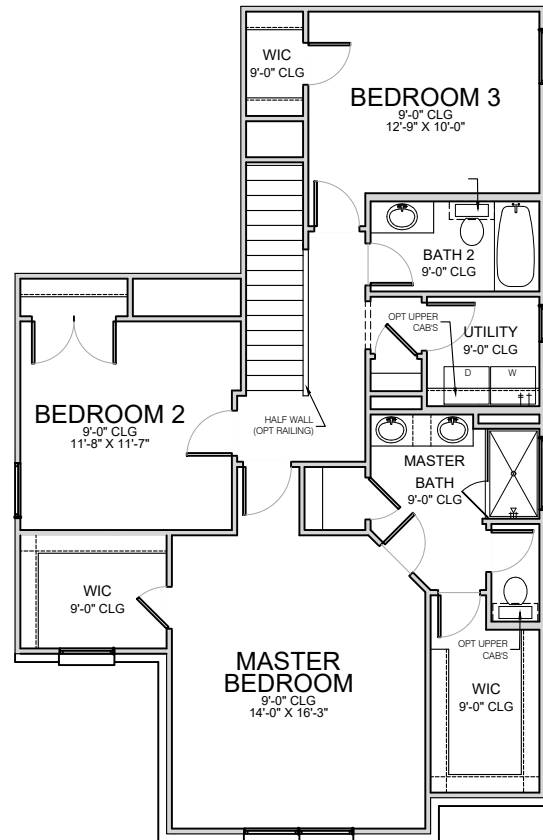 WIC
9'-0" CLG
BEDROOM 3
9'-0" CLG
12'-9" X 10'-0"
BATH 2
9'-0" CLG
OPT UPPER
CAB'S
UTILITY
9'-0" CLG
D
W
BEDROOM 2
9'-0" CLG
11'-8" X 11'-7"
HALF WALL
(OPT RAILING)
MASTER
BATH
9'-0" CLG
WIC
9'-0" CLG
MASTER
BEDROOM
9'-0" CLG
14'-0" X 16'-3"
OPT UPPER
CAB'S
WIC
9'-0" CLG